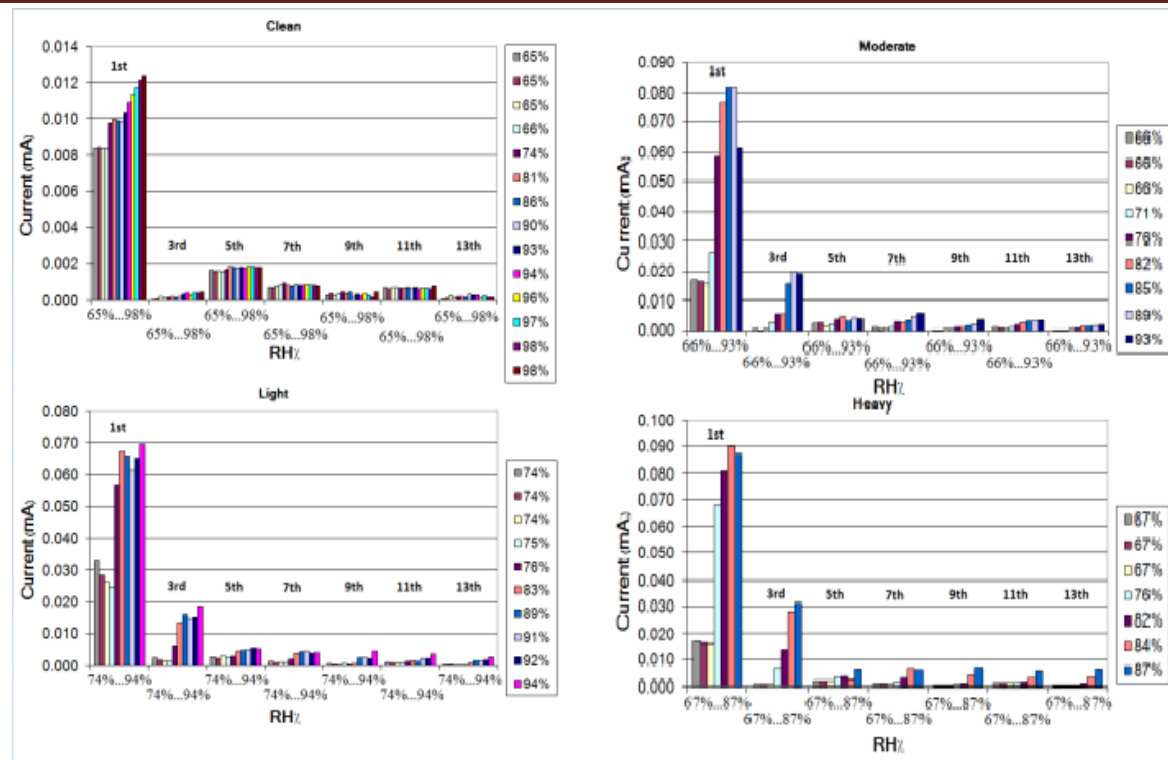 Clean
0.014
0.012
0.010
0.008
0.006
0.004
0.002
0.000
Current (mA)
1st
3rd 5th 7th 9th 11th 13th
65%...98% 65%...98% 65%...98% 65%...98%
65%...98% 65%...98% 65%...98%
RH%
65%
65%
65%
66%
74%
81%
86%
90%
93%
94%
96%
97%
98%
98%
Moderate
0.090
0.080
0.070
0.060
0.050
0.040
0.030
0.020
0.010
0.000
Current (mA)
1st
3rd 5th 7th 9th 11th 13th
66%...93% 66%...93% 66%...93% 66%...93%
66%...93% 66%...93% 66%...93%
RH%
66%
66%
66%
71%
82%
85%
89%
93%
Light
0.080
0.070
0.060
0.050
0.040
0.030
0.020
0.010
0.000
Current (mA)
1st
3rd 5th 7th 9th 11th 13th
74%...94% 74%...94% 74%...94% 74%...94%
74%...94% 74%...94% 74%...94%
RH%
74%
74%
74%
75%
76%
83%
89%
91%
92%
94%
Heavy
0.100
0.090
0.080
0.070
0.060
0.050
0.040
0.030
0.020
0.010
0.000
Current (mA)
1st
3rd 5th 7th 9th 11th 13th
67%...87% 67%...87% 67%...87% 67%...87%
67%...87% 67%...87% 67%...87%
RH%
67%
67%
67%
76%
82%
84%
87%